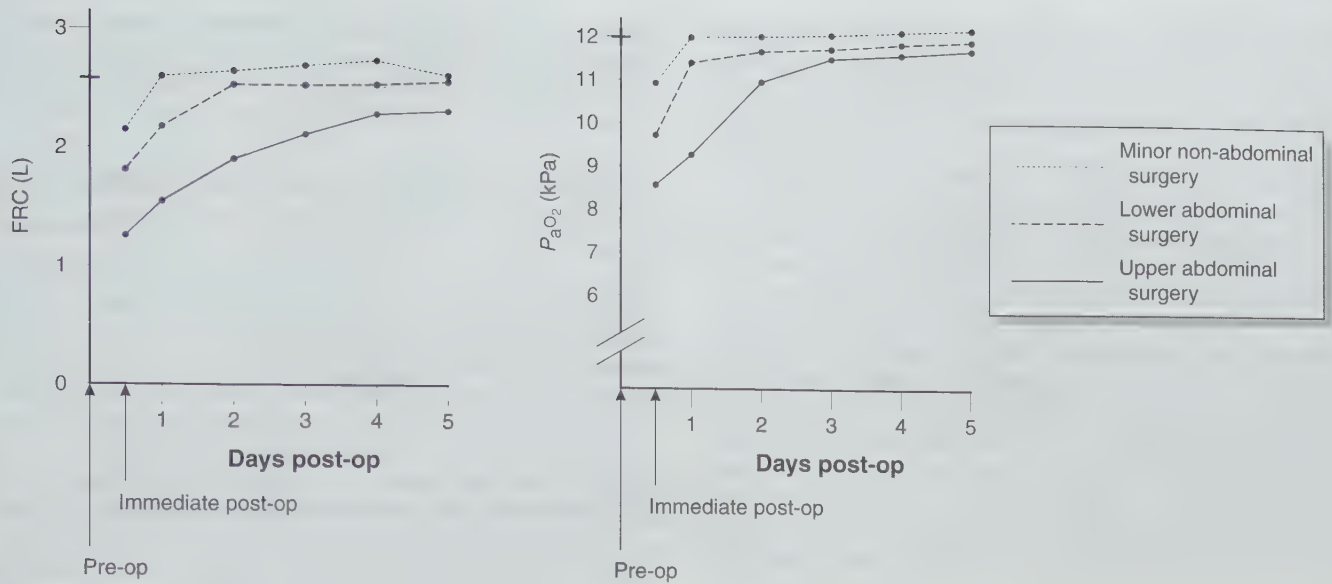 3
2
1
0
FRC (L)
1 2 3 4 5
Days post-op
Immediate post-op
Pre-op
12
11
10
9
8
7
6
PaO2 (kPa)
1 2 3 4 5
Days post-op
Immediate post-op
Pre-op
Minor non-abdominal
surgery
Lower abdominal
surgery
Upper abdominal
surgery